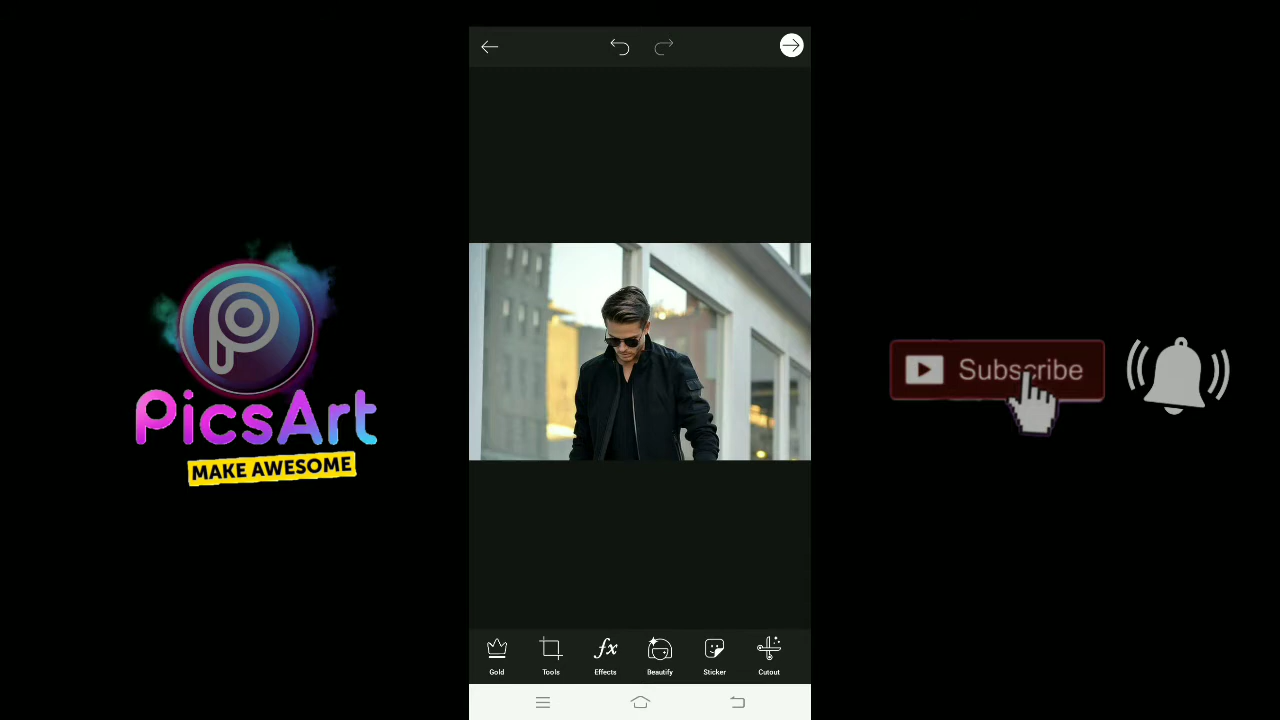 PicsArt
MAKE AWESOME
Subscribe
Gold
Tools
Effects
Beautify
Sticker
Cutout